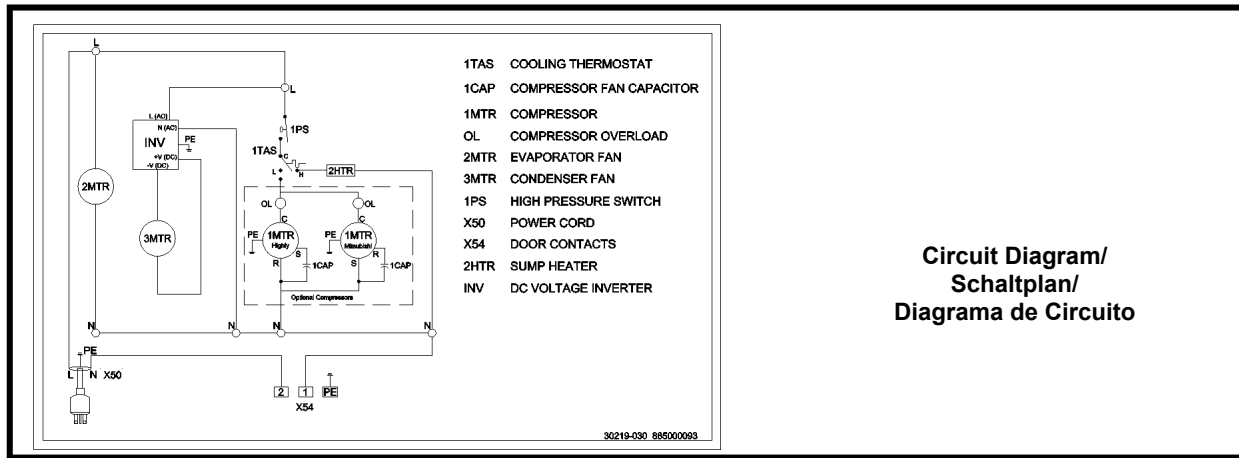 L
L
L (AC)
N (AC)
INV
PE
+V (DC)
-V (DC)
2MTR
3MTR
1PS
1TAS
C
L
H
2HTR
OL
OL
C
C
PE
1MTR
Highly
S
R
1CAP
PE
1MTR
Mitsubishi
R
S
1CAP
Optional Compressors
N
N
N
N
PE
L
N
X50
2
1
PE
X54
1TAS COOLING THERMOSTAT
1CAP COMPRESSOR FAN CAPACITOR
1MTR COMPRESSOR
OL COMPRESSOR OVERLOAD
2MTR EVAPORATOR FAN
3MTR CONDENSER FAN
1PS HIGH PRESSURE SWITCH
X50 POWER CORD
X54 DOOR CONTACTS
2HTR SUMP HEATER
INV DC VOLTAGE INVERTER
30219-030 885000093
Circuit Diagram/
Schaltplan/
Diagrama de Circuito